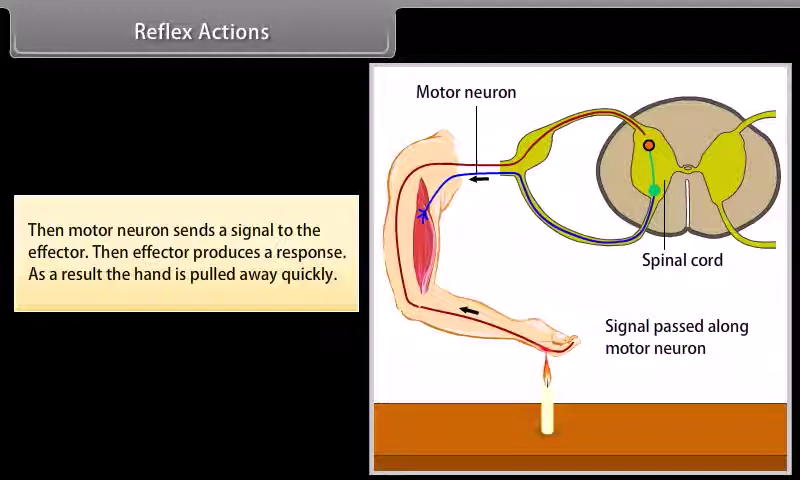 Reflex Actions
Then motor neuron sends a signal to the
effector. Then effector produces a response.
As a result the hand is pulled away quickly.
Motor neuron
Spinal cord
Signal passed along
motor neuron